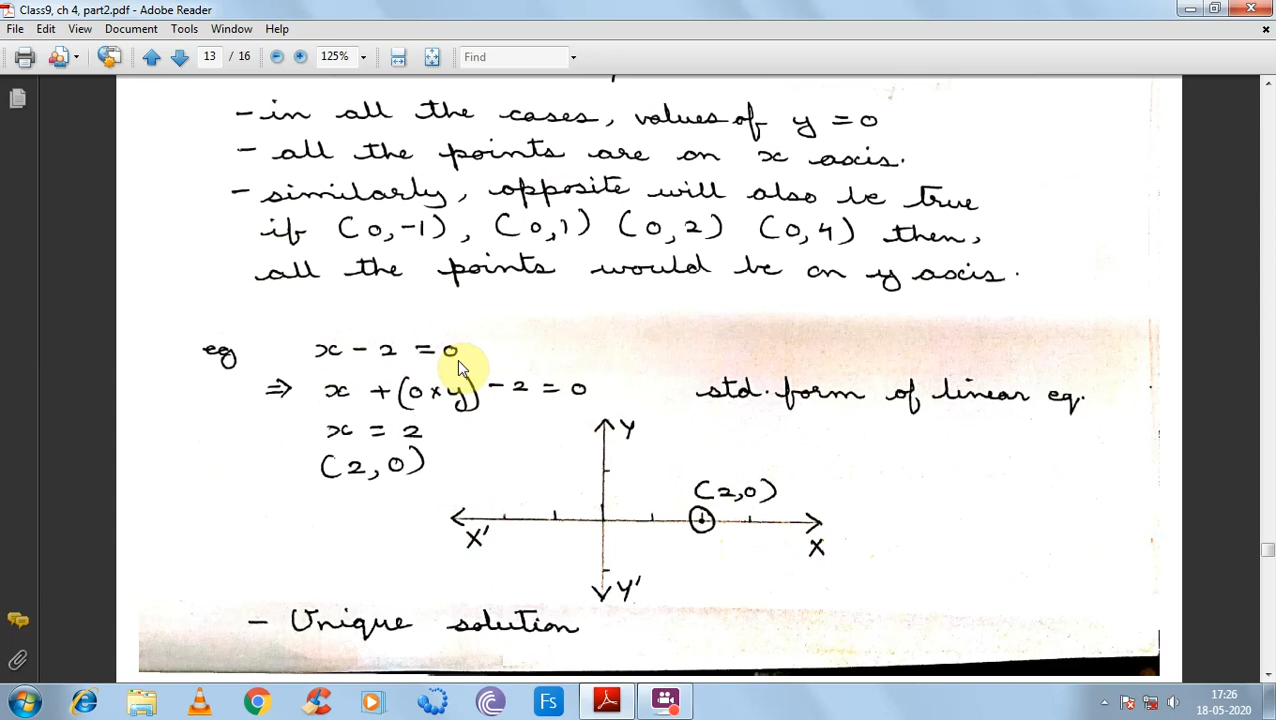 Class9, ch 4, part2.pdf - Adobe Reader
File Edit View Document Tools Window Help
13 / 16 125% Find
- in all the cases, values of y = 0
- all the points are on x axis.
- similarly, opposite will also be true
if (0,-1), (0,1) (0,2) (0,4) then,
all the points would be on y axis.
eg x - 2 = 0
⇒ x + (0 × y) - 2 = 0 std. form of linear eq.
x = 2
(2,0)
Y
(2,0)
X' X
Y'
- Unique solution
Fs
17:26
18-05-2020